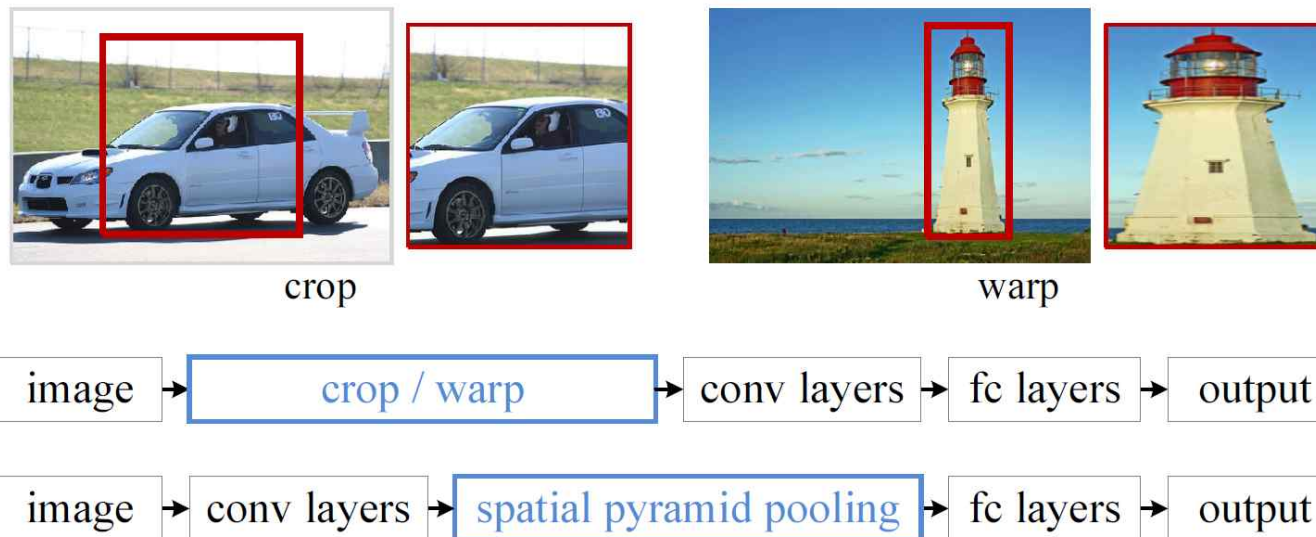 crop
warp
image crop / warp conv layers fc layers output
image conv layers spatial pyramid pooling fc layers output